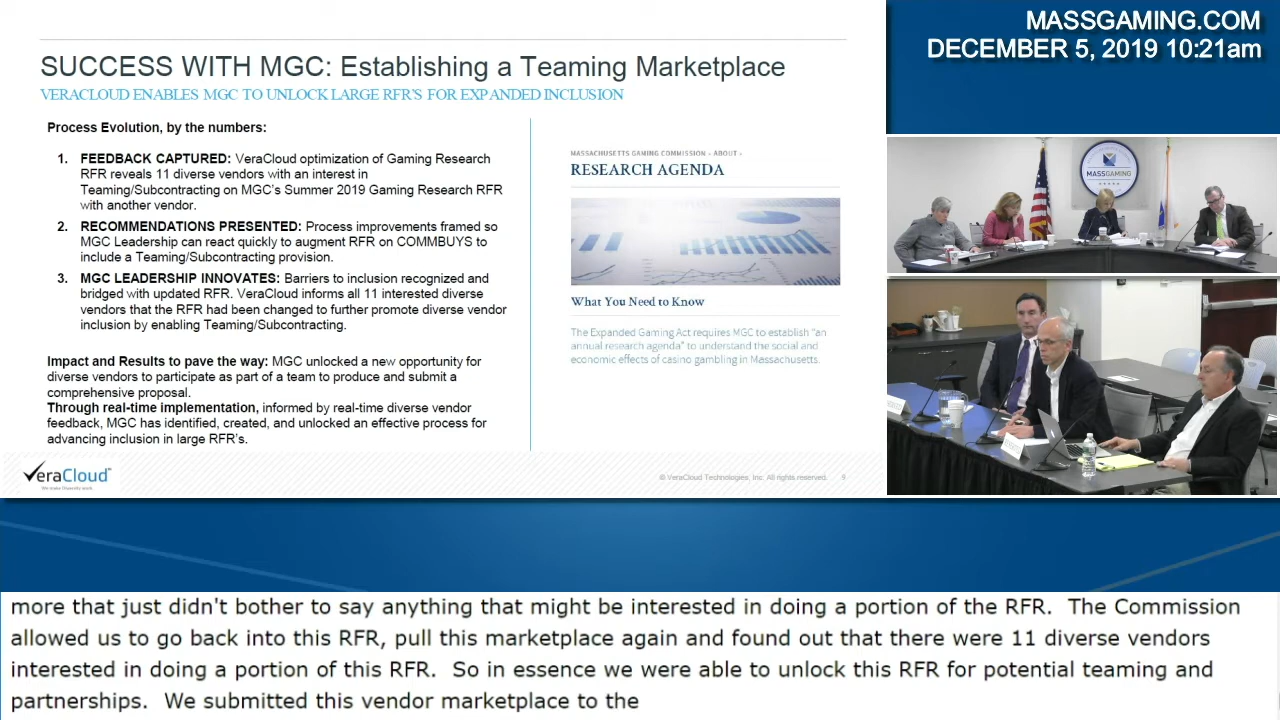 SUCCESS WITH MGC: Establishing a Teaming Marketplace
VERACLOUD ENABLES MGC TO UNLOCK LARGE RFR'S FOR EXPANDED INCLUSION
Process Evolution, by the numbers:
1. FEEDBACK CAPTURED: VeraCloud optimization of Gaming Research
RFR reveals 11 diverse vendors with an interest in
Teaming/Subcontracting on MGC's Summer 2019 Gaming Research RFR
with another vendor.
2. RECOMMENDATIONS PRESENTED: Process improvements framed so
MGC Leadership can react quickly to augment RFR on COMMBUYS to
include a Teaming/Subcontracting provision.
3. MGC LEADERSHIP INNOVATES: Barriers to inclusion recognized and
bridged with updated RFR. VeraCloud informs all 11 interested diverse
vendors that the RFR had been changed to further promote diverse vendor
inclusion by enabling Teaming/Subcontracting.
Impact and Results to pave the way: MGC unlocked a new opportunity for
diverse vendors to participate as part of a team to produce and submit a
comprehensive proposal.
Through real-time implementation, informed by real-time diverse vendor
feedback, MGC has identified, created, and unlocked an effective process for
advancing inclusion in large RFR's.
MASSACHUSETTS GAMING COMMISSION » ABOUT »
RESEARCH AGENDA
What You Need to Know
The Expanded Gaming Act requires MGC to establish "an
annual research agenda" to understand the social and
economic effects of casino gambling in Massachusetts.
VeraCloud
We make Diversity work.
© VeraCloud Technologies, Inc. All rights reserved. 9
MASSGAMING.COM
DECEMBER 5, 2019 10:21am
MASSGAMING
more that just didn't bother to say anything that might be interested in doing a portion of the RFR.  The Commission
allowed us to go back into this RFR, pull this marketplace again and found out that there were 11 diverse vendors
interested in doing a portion of this RFR.  So in essence we were able to unlock this RFR for potential teaming and
partnerships.  We submitted this vendor marketplace to the